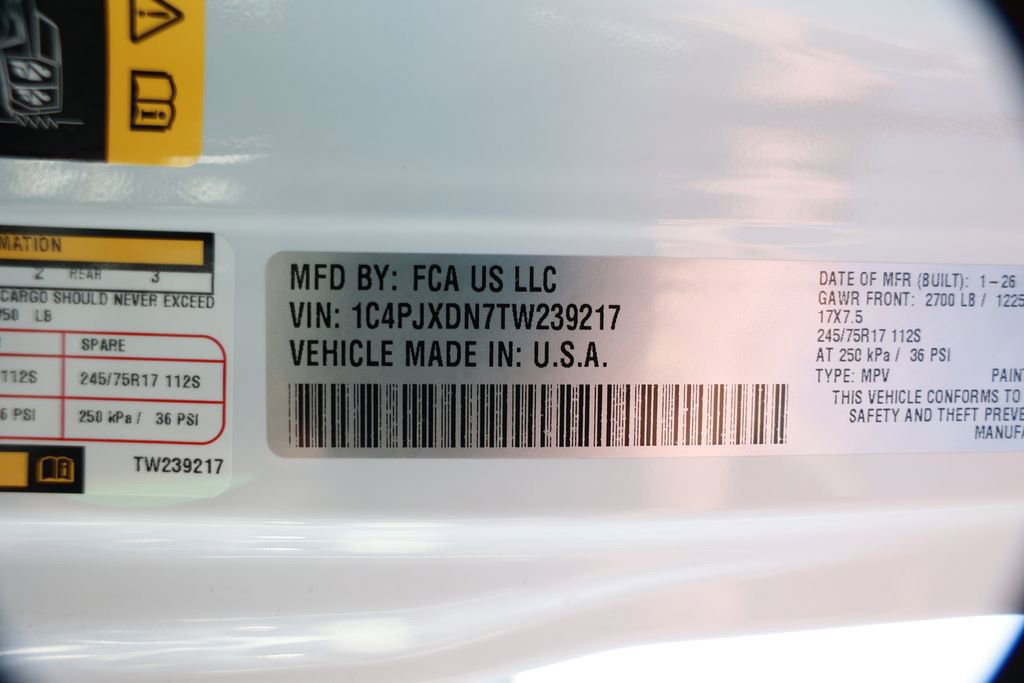 MATION
2 REAR 3
CARGO SHOULD NEVER EXCEED
50 LB
SPARE
112S 245/75R17 112S
6 PSI 250 kPa / 36 PSI
TW239217
MFD BY: FCA US LLC
VIN: 1C4PJXDN7TW239217
VEHICLE MADE IN: U.S.A.
DATE OF MFR (BUILT): 1-26
GAWR FRONT: 2700 LB / 1225
17X7.5
245/75R17 112S
AT 250 kPa / 36 PSI
TYPE: MPV PAINT
THIS VEHICLE CONFORMS TO
SAFETY AND THEFT PREVE
MANUFA